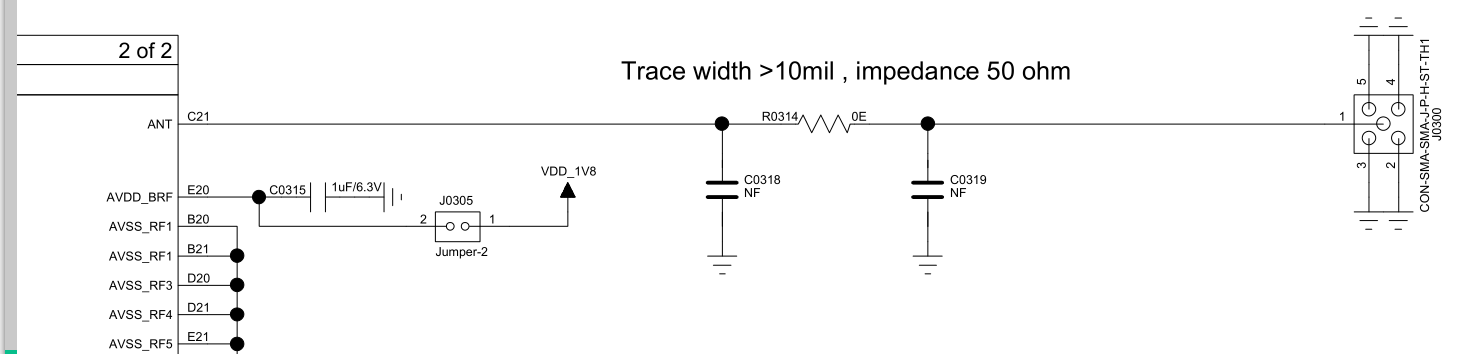 2 of 2
Trace width >10mil , impedance 50 ohm
5
4
CON-SMA-SMA-J-P-H-ST-TH1
J0300
ANT
C21
R0314
0E
1
3
2
AVDD_BRF
E20
C0315
1uF/6.3V
VDD_1V8
C0318
NF
C0319
NF
J0305
2
1
Jumper-2
AVSS_RF1
B20
AVSS_RF1
B21
AVSS_RF3
D20
AVSS_RF4
D21
AVSS_RF5
E21